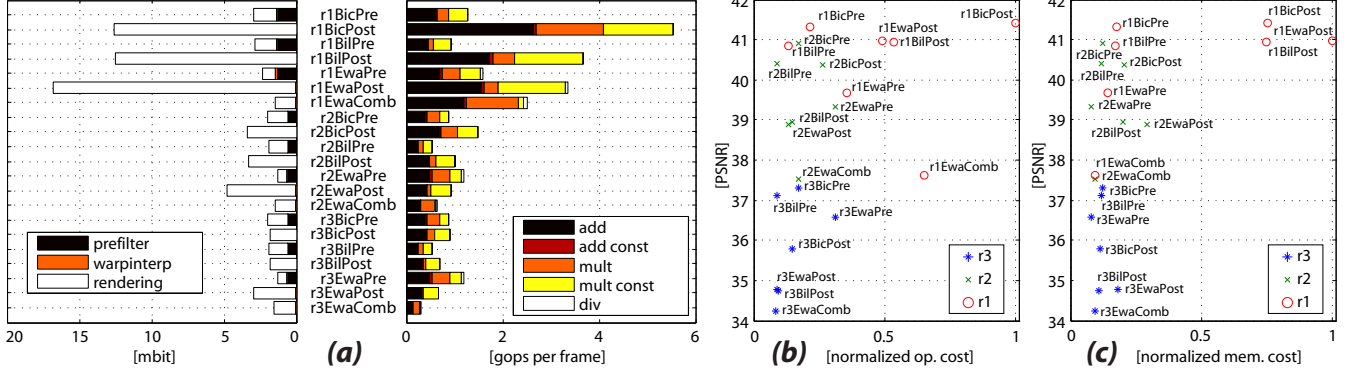 r1BicPre
r1BicPost
r1BilPre
r1BilPost
r1EwaPre
r1EwaPost
r1EwaComb
r2BicPre
r2BicPost
r2BilPre
r2BilPost
r2EwaPre
r2EwaPost
r2EwaComb
r3BicPre
r3BicPost
r3BilPre
r3BilPost
r3EwaPre
r3EwaPost
r3EwaComb
prefilter
warpinterp
rendering
20 15 10 5 0
[mbit]
(a)
add
add const
mult
mult const
div
0 2 4 6
[gops per frame]
[PSNR]
42
41
40
39
38
37
36
35
34
r1BicPre
r1BicPost
r2BicPre
r1EwaPost
r1BilPre
r1BilPost
r2BilPre
r2BicPost
r1EwaPre
r2EwaPre
r2BilPost
r2EwaPost
r2EwaComb
r1EwaComb
r3BicPre
r3BilPre
r3EwaPre
r3BicPost
r3EwaPost
r3BilPost
r3EwaComb
r3
r2
r1
0 0.5 1
(b)
[normalized op. cost]
[PSNR]
42
41
40
39
38
37
36
35
34
r1BicPost
r1BicPre
r1EwaPost
r2BicPre
r1BilPre
r1BilPost
r2BicPost
r2BilPre
r1EwaPre
r2EwaPre
r2BilPost
r2EwaPost
r1EwaComb
r2EwaComb
r3BicPre
r3BilPre
r3EwaPre
r3BicPost
r3BilPost
r3EwaPost
r3EwaComb
r3
r2
r1
0 0.5 1
(c)
[normalized mem. cost]